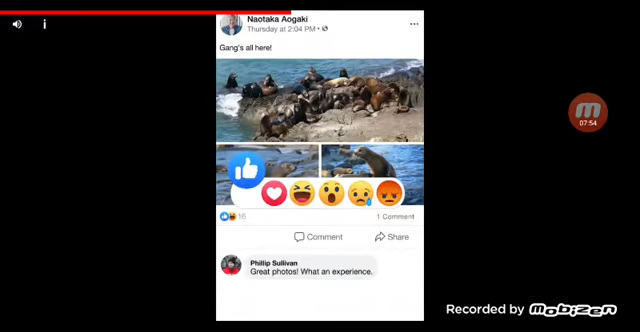 Naotaka Aogaki
Thursday at 2:04 PM •
Gang's all here!
16
1 Comment
Comment
Share
Phillip Sullivan
Great photos! What an experience.
07:54
Recorded by Mobizen